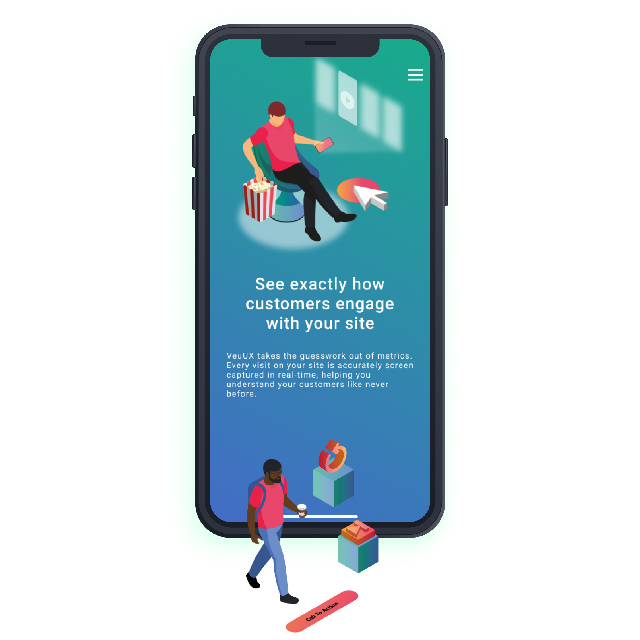 See exactly how
customers engage
with your site
VeuUX takes the guesswork out of metrics.
Every visit on your site is accurately screen
captured in real-time, helping you
understand your customers like never
before.
Call To Action